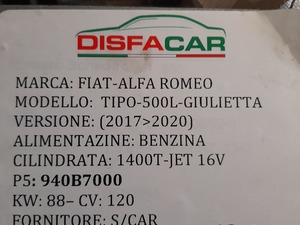 DISFACAR
MARCA: FIAT-ALFA ROMEO
MODELLO: TIPO-500L-GIULIETTA
VERSIONE: (2017>2020)
ALIMENTAZINE: BENZINA
CILINDRATA: 1400T-JET 16V
P5: 940B7000
KW: 88– CV: 120
FORNITORE: S/CAR